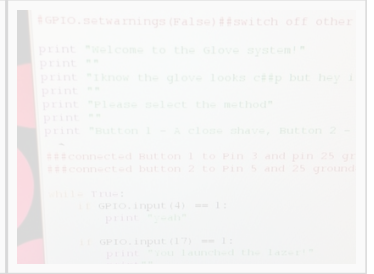 #GPIO.setwarnings(False)##switch off other
print "Welcome to the Glove system!"
print ""
print "iknow the glove looks c##p but hey i
print ""
print "Please select the method"
print ""
print "Button 1 - A close shave, Button 2 -
###connected Button 1 to Pin 3 and pin 25 gr
###connected button 2 to Pin 5 and 25 ground
while True:
if GPIO.input(4) == 1:
print "yeah"
if GPIO.input(17) == 1:
print "you launched the lazer!"